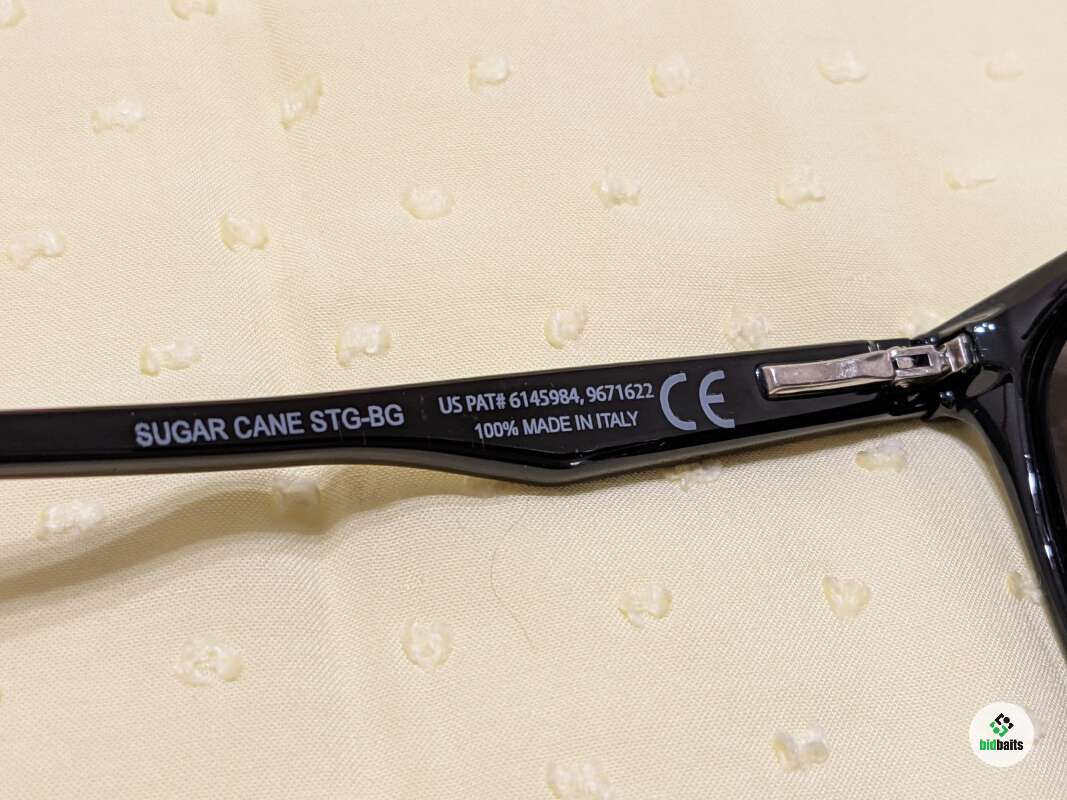 SUGAR CANE STG-BG
US PAT# 6145984, 9671622
100% MADE IN ITALY
CE
bidbaits